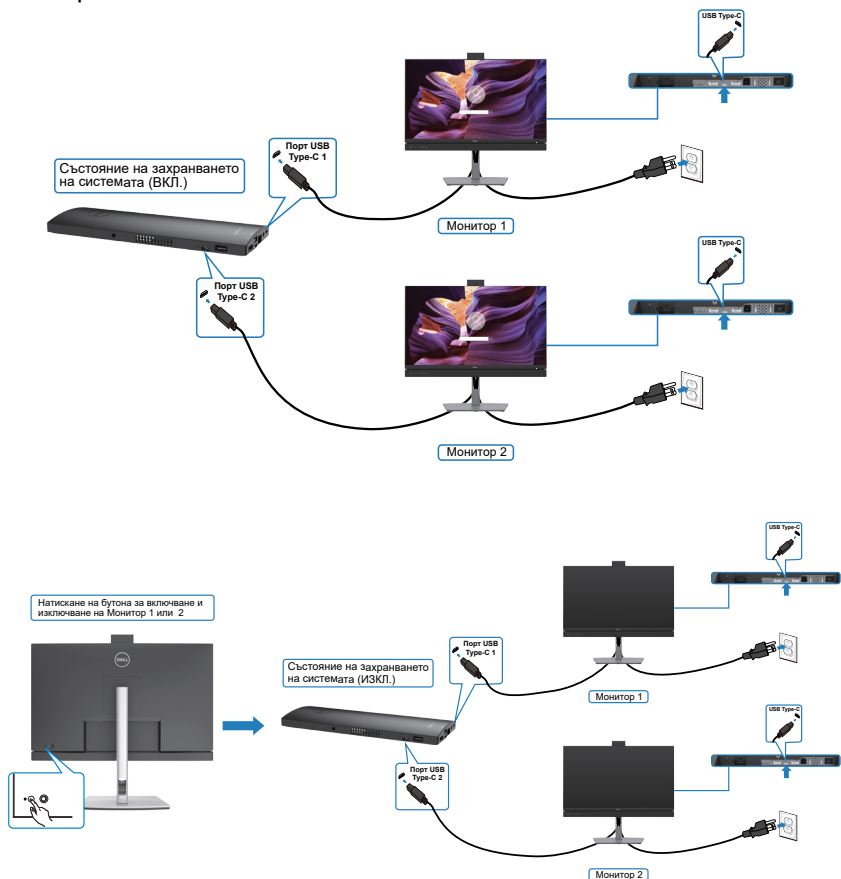 USB Type-C
Порт USB
Type-C 1
Състояние на захранването
на системата (ВКЛ.)
Монитор 1
USB Type-C
Порт USB
Type-C 2
Монитор 2
USB Type-C
Натискане на бутона за включване и
изключване на Монитор 1 или 2
Порт USB
Type-C 1
DELL
Състояние на захранването
на системата (ИЗКЛ.)
Монитор 1
USB Type-C
Порт USB
Type-C 2
Монитор 2